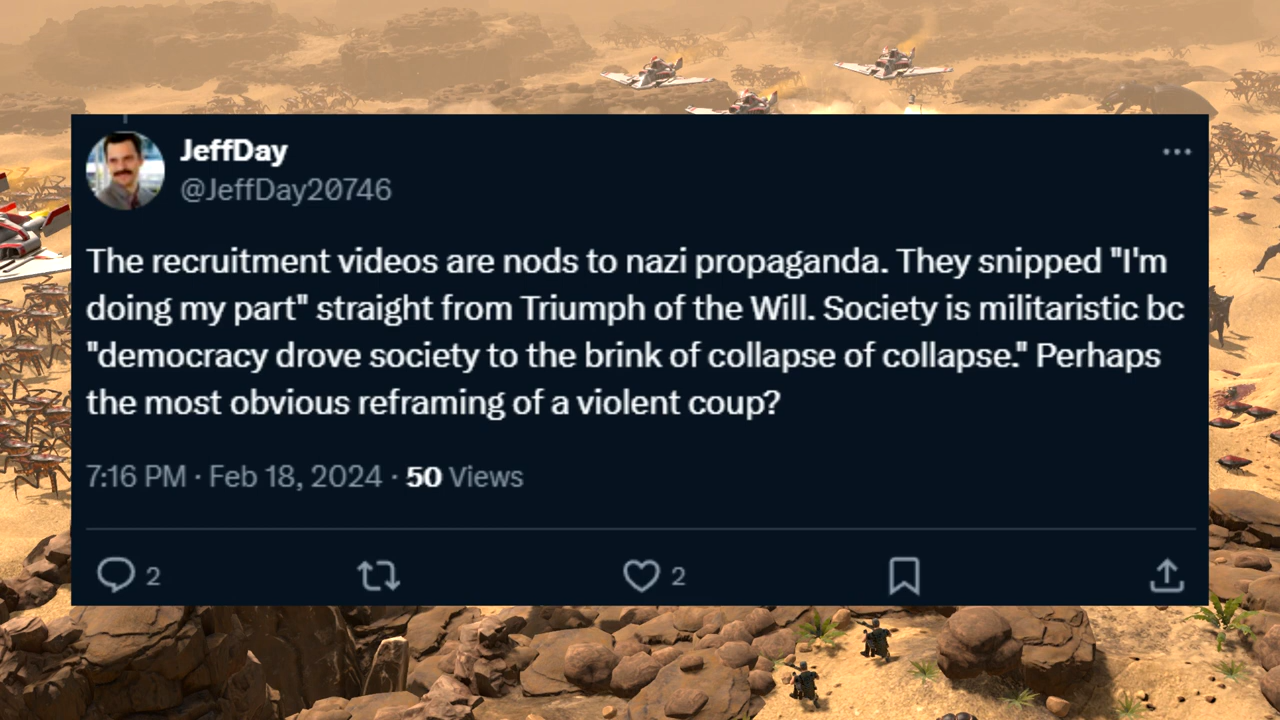 JeffDay
@JeffDay20746
The recruitment videos are nods to nazi propaganda. They snipped "I'm
doing my part" straight from Triumph of the Will. Society is militaristic bc
"democracy drove society to the brink of collapse of collapse." Perhaps
the most obvious reframing of a violent coup?
7:16 PM · Feb 18, 2024 · 50 Views
2
2